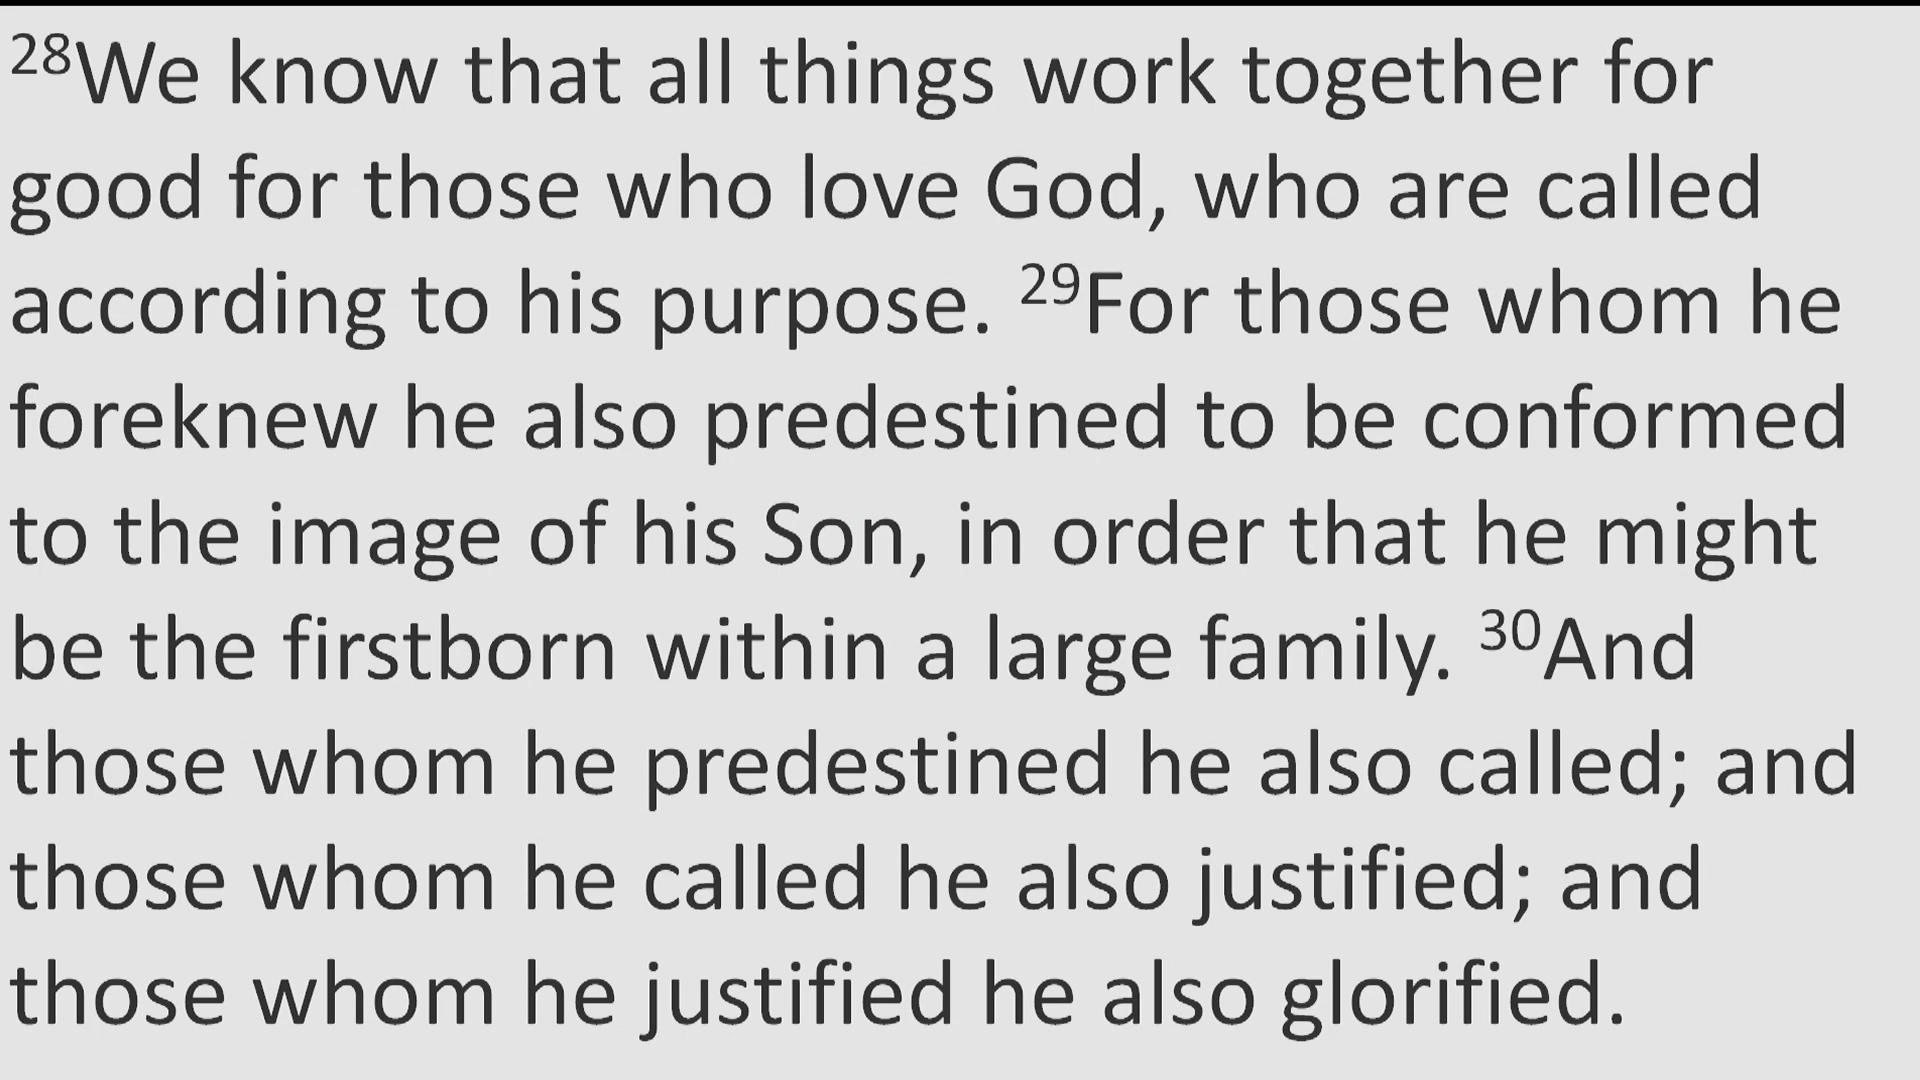 28We know that all things work together for
good for those who love God, who are called
according to his purpose. 29For those whom he
foreknew he also predestined to be conformed
to the image of his Son, in order that he might
be the firstborn within a large family. 30And
those whom he predestined he also called; and
those whom he called he also justified; and
those whom he justified he also glorified.